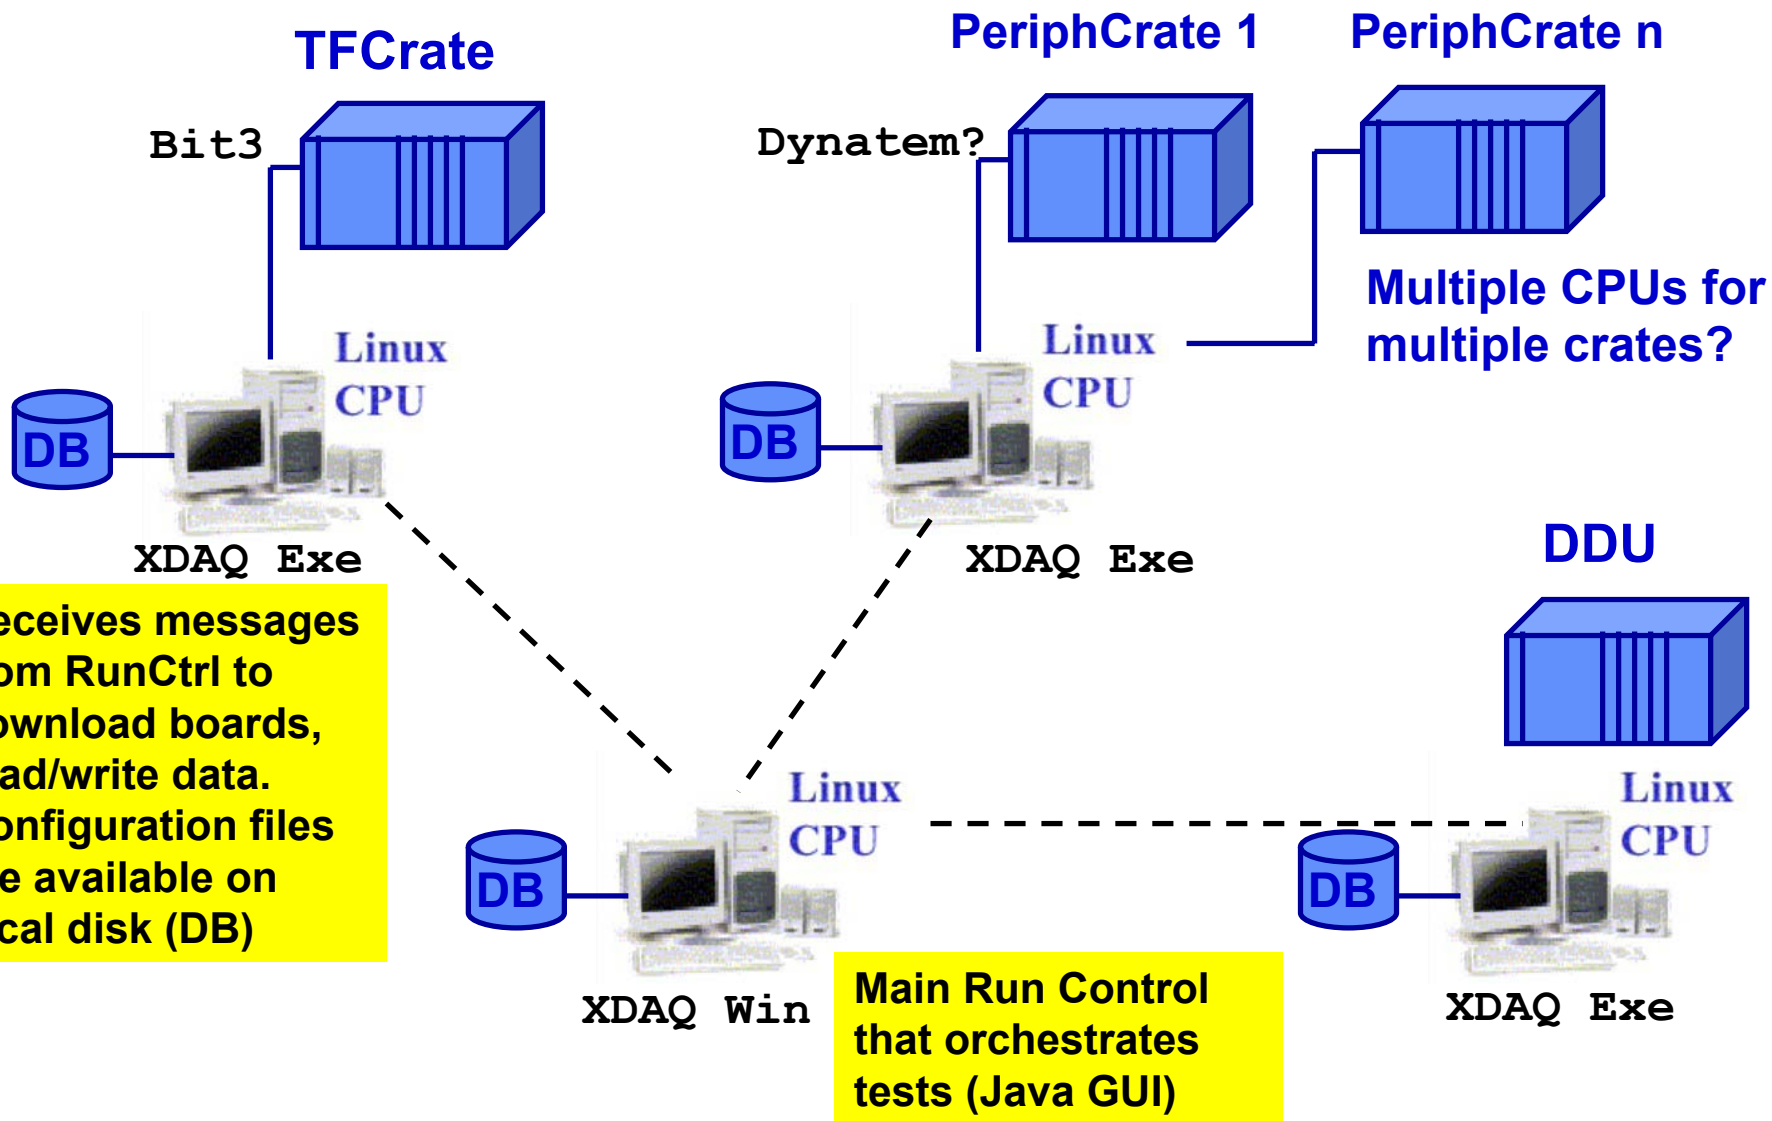 TFCrate
PeriphCrate 1
PeriphCrate n
Bit3
Dynatem?
Multiple CPUs for
multiple crates?
Linux
CPU
DB
XDAQ Exe
Linux
CPU
DB
XDAQ Exe
DDU
eceives messages
om RunCtrl to
ownload boards,
ad/write data.
onfiguration files
e available on
cal disk (DB)
Linux
CPU
DB
XDAQ Win
Main Run Control
that orchestrates
tests (Java GUI)
Linux
CPU
DB
XDAQ Exe